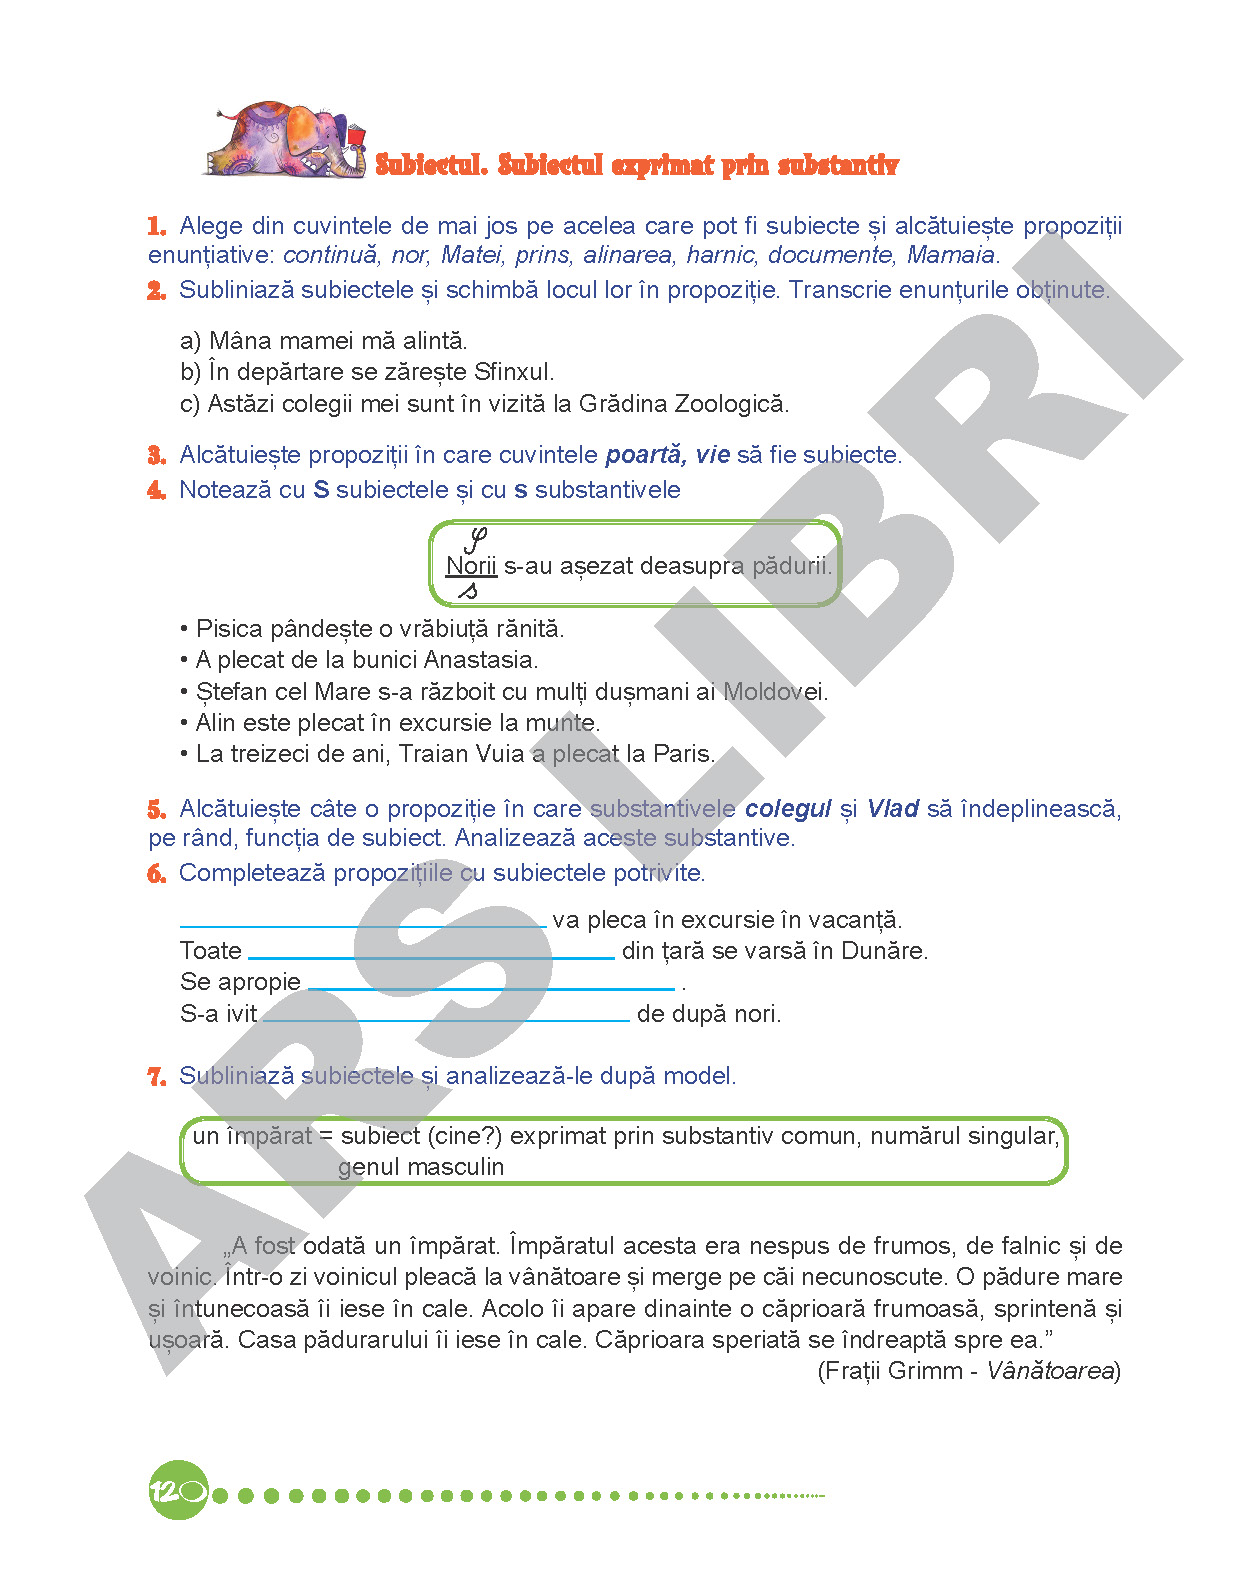 Subiectul. Subiectul exprimat prin substantiv
1. Alege din cuvintele de mai jos pe acelea care pot fi subiecte și alcătuiește propoziții
enunțiative: continuă, nor, Matei, prins, alinarea, harnic, documente, Mamaia.
2. Subliniază subiectele și schimbă locul lor în propoziție. Transcrie enunțurile obținute.
a) Mâna mamei mă alintă.
b) În depărtare se zărește Sfinxul.
c) Astăzi colegii mei sunt în vizită la Grădina Zoologică.
3. Alcătuiește propoziții în care cuvintele poartă, vie să fie subiecte.
4. Notează cu S subiectele și cu s substantivele
S
Norii s-au așezat deasupra pădurii.
s
• Pisica pândește o vrăbiuță rănită.
• A plecat de la bunici Anastasia.
• Ștefan cel Mare s-a războit cu mulți dușmani ai Moldovei.
• Alin este plecat în excursie la munte.
• La treizeci de ani, Traian Vuia a plecat la Paris.
5. Alcătuiește câte o propoziție în care substantivele colegul și Vlad să îndeplinească,
pe rând, funcția de subiect. Analizează aceste substantive.
6. Completează propozițiile cu subiectele potrivite.
va pleca în excursie în vacanță.
Toate din țară se varsă în Dunăre.
Se apropie .
S-a ivit de după nori.
7. Subliniază subiectele și analizează-le după model.
un împărat = subiect (cine?) exprimat prin substantiv comun, numărul singular,
genul masculin
„A fost odată un împărat. Împăratul acesta era nespus de frumos, de falnic și de
voinic. Într-o zi voinicul pleacă la vânătoare și merge pe căi necunoscute. O pădure mare
și întunecoasă îi iese în cale. Acolo îi apare dinainte o căprioară frumoasă, sprintenă și
ușoară. Casa pădurarului îi iese în cale. Căprioara speriată se îndreaptă spre ea.”
(Frații Grimm - Vânătoarea)
120
ARS LIBRI